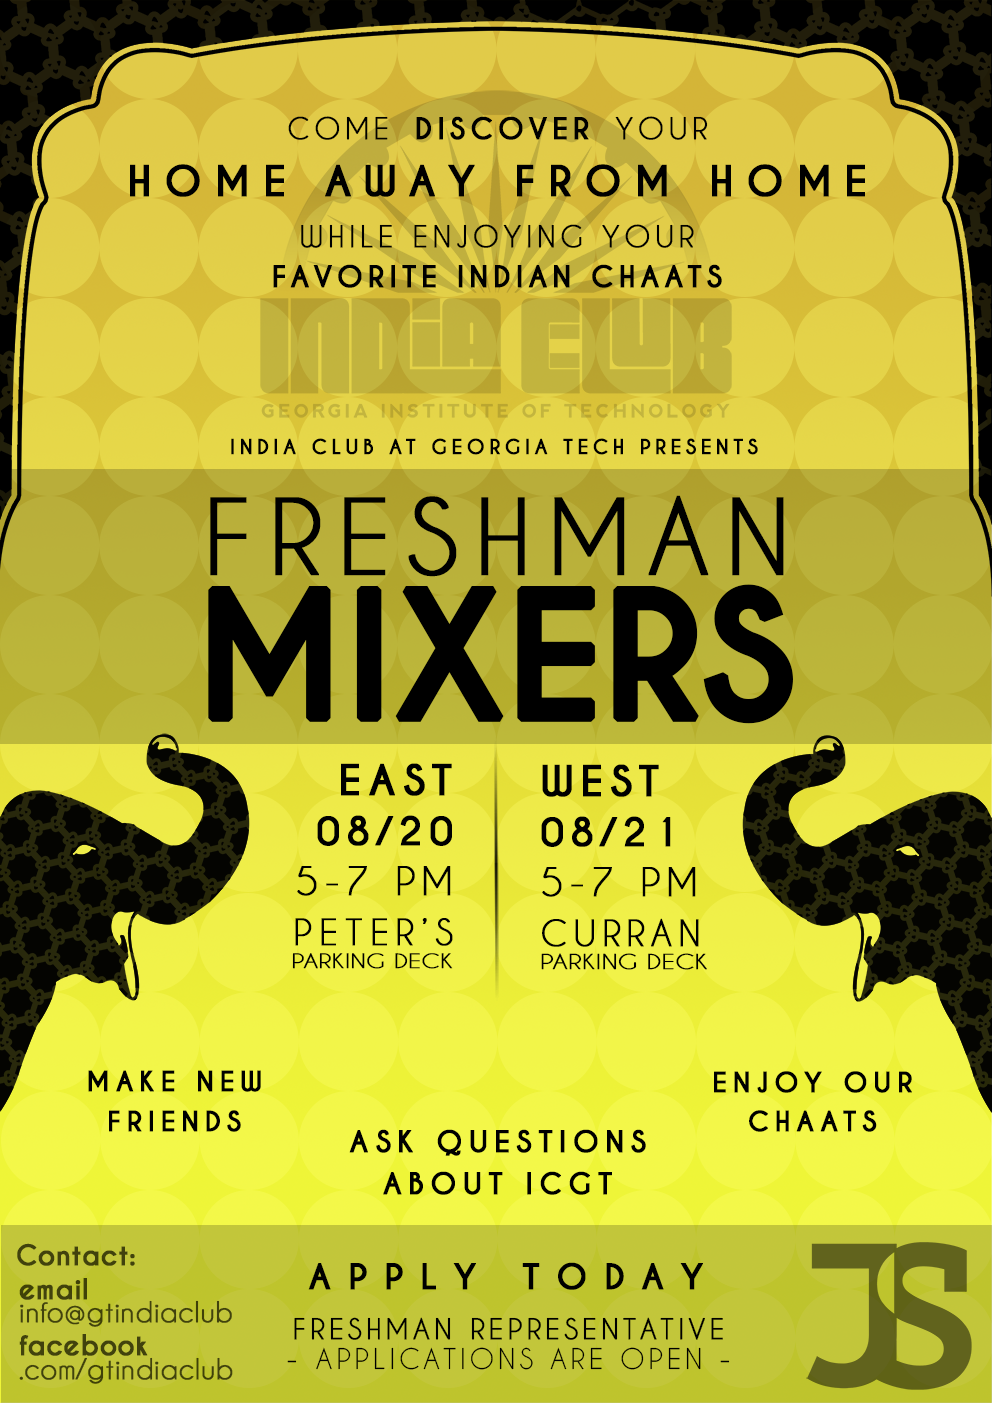 COME DISCOVER YOUR
HOME AWAY FROM HOME
WHILE ENJOYING YOUR
FAVORITE INDIAN CHAATS
INDIA CLUB
GEORGIA INSTITUTE OF TECHNOLOGY
INDIA CLUB AT GEORGIA TECH PRESENTS
FRESHMAN
MIXERS
EAST
08/20
5-7 PM
PETER'S
PARKING DECK
WEST
08/21
5-7 PM
CURRAN
PARKING DECK
MAKE NEW
FRIENDS
ASK QUESTIONS
ABOUT ICGT
ENJOY OUR
CHAATS
Contact:
email
info@gtindiaclub
facebook
.com/gtindiaclub
APPLY TODAY
FRESHMAN REPRESENTATIVE
- APPLICATIONS ARE OPEN -
JS